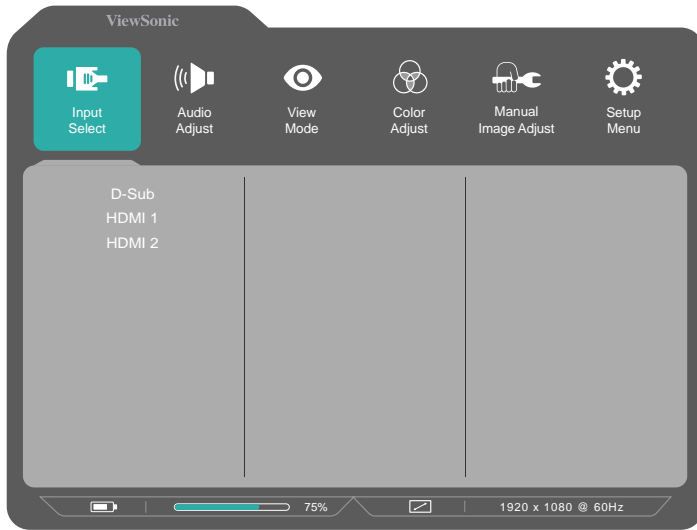 ViewSonic
Input
Select
Audio
Adjust
View
Mode
Color
Adjust
Manual
Image Adjust
Setup
Menu
D-Sub
HDMI 1
HDMI 2
75%
1920 x 1080 @ 60Hz